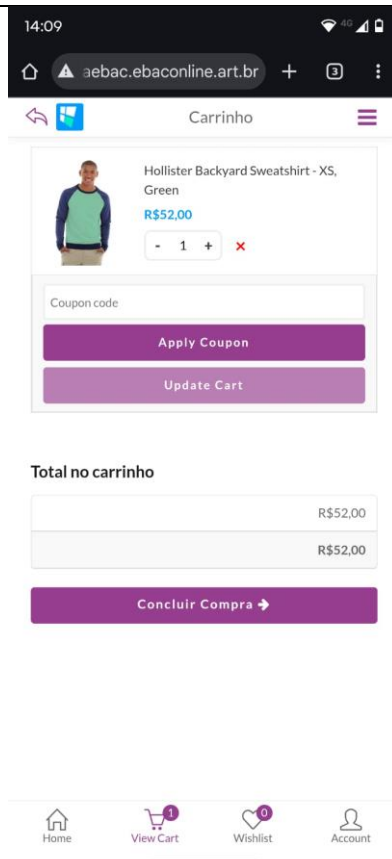 14:09
4G
aebac.ebaconline.art.br
3
Carrinho
Hollister Backyard Sweatshirt - XS,
Green
R$52,00
- 1 + ×
Coupon code
Apply Coupon
Update Cart
Total no carrinho
R$52,00
R$52,00
Concluir Compra
1
0
Home
View Cart
Wishlist
Account